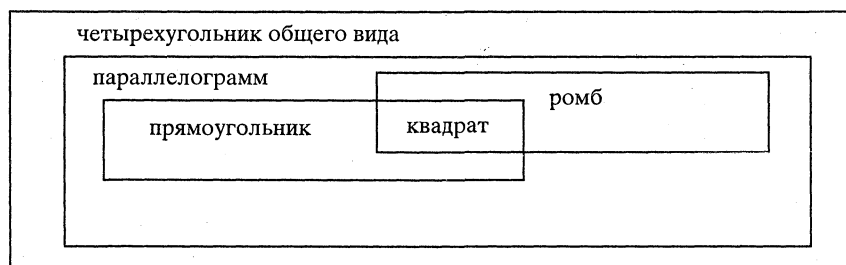 четырехугольник общего вида
параллелограмм
ромб
прямоугольник
квадрат